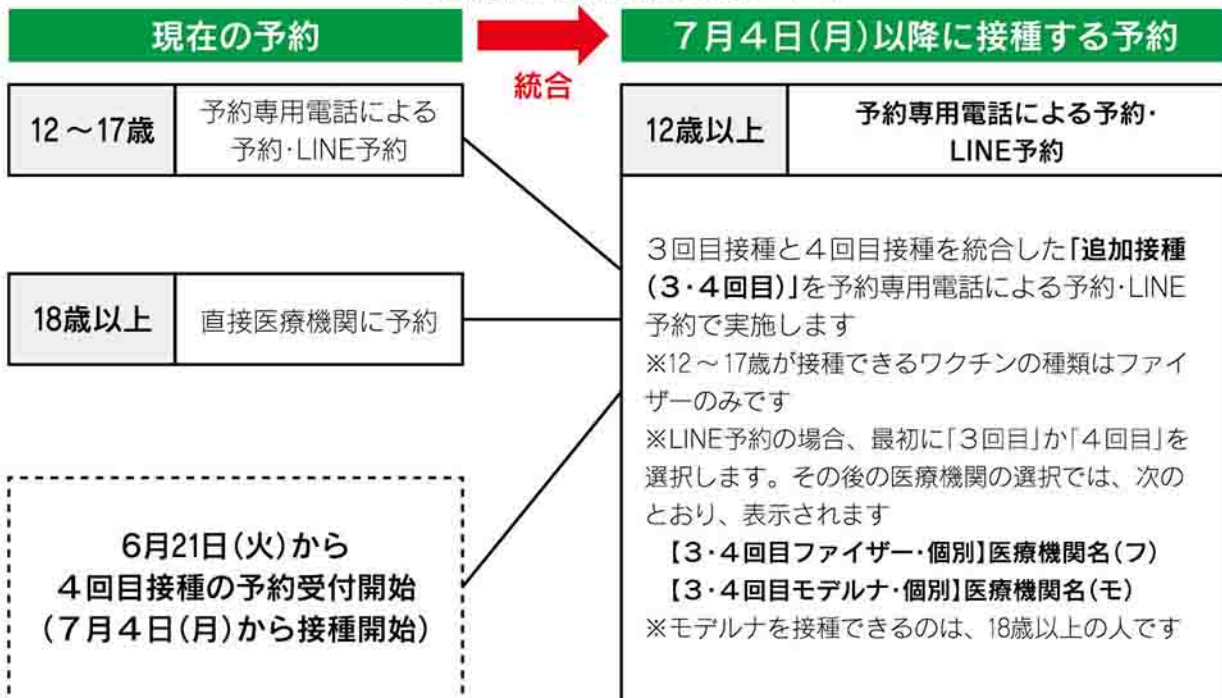 現在の予約
統合
7月4日(月)以降に接種する予約
12～17歳
予約専用電話による
予約・LINE予約
18歳以上
直接医療機関に予約
6月21日(火)から
4回目接種の予約受付開始
(7月4日(月)から接種開始)
12歳以上
予約専用電話による予約・
LINE予約
3回目接種と4回目接種を統合した「追加接種
(3・4回目)」を予約専用電話による予約・LINE
予約で実施します
※12～17歳が接種できるワクチンの種類はファイ
ザーのみです
※LINE予約の場合、最初に「3回目」か「4回目」を
選択します。その後の医療機関の選択では、次の
とおり、表示されます
【3・4回目ファイザー・個別】医療機関名(フ)
【3・4回目モデルナ・個別】医療機関名(モ)
※モデルナを接種できるのは、18歳以上の人です